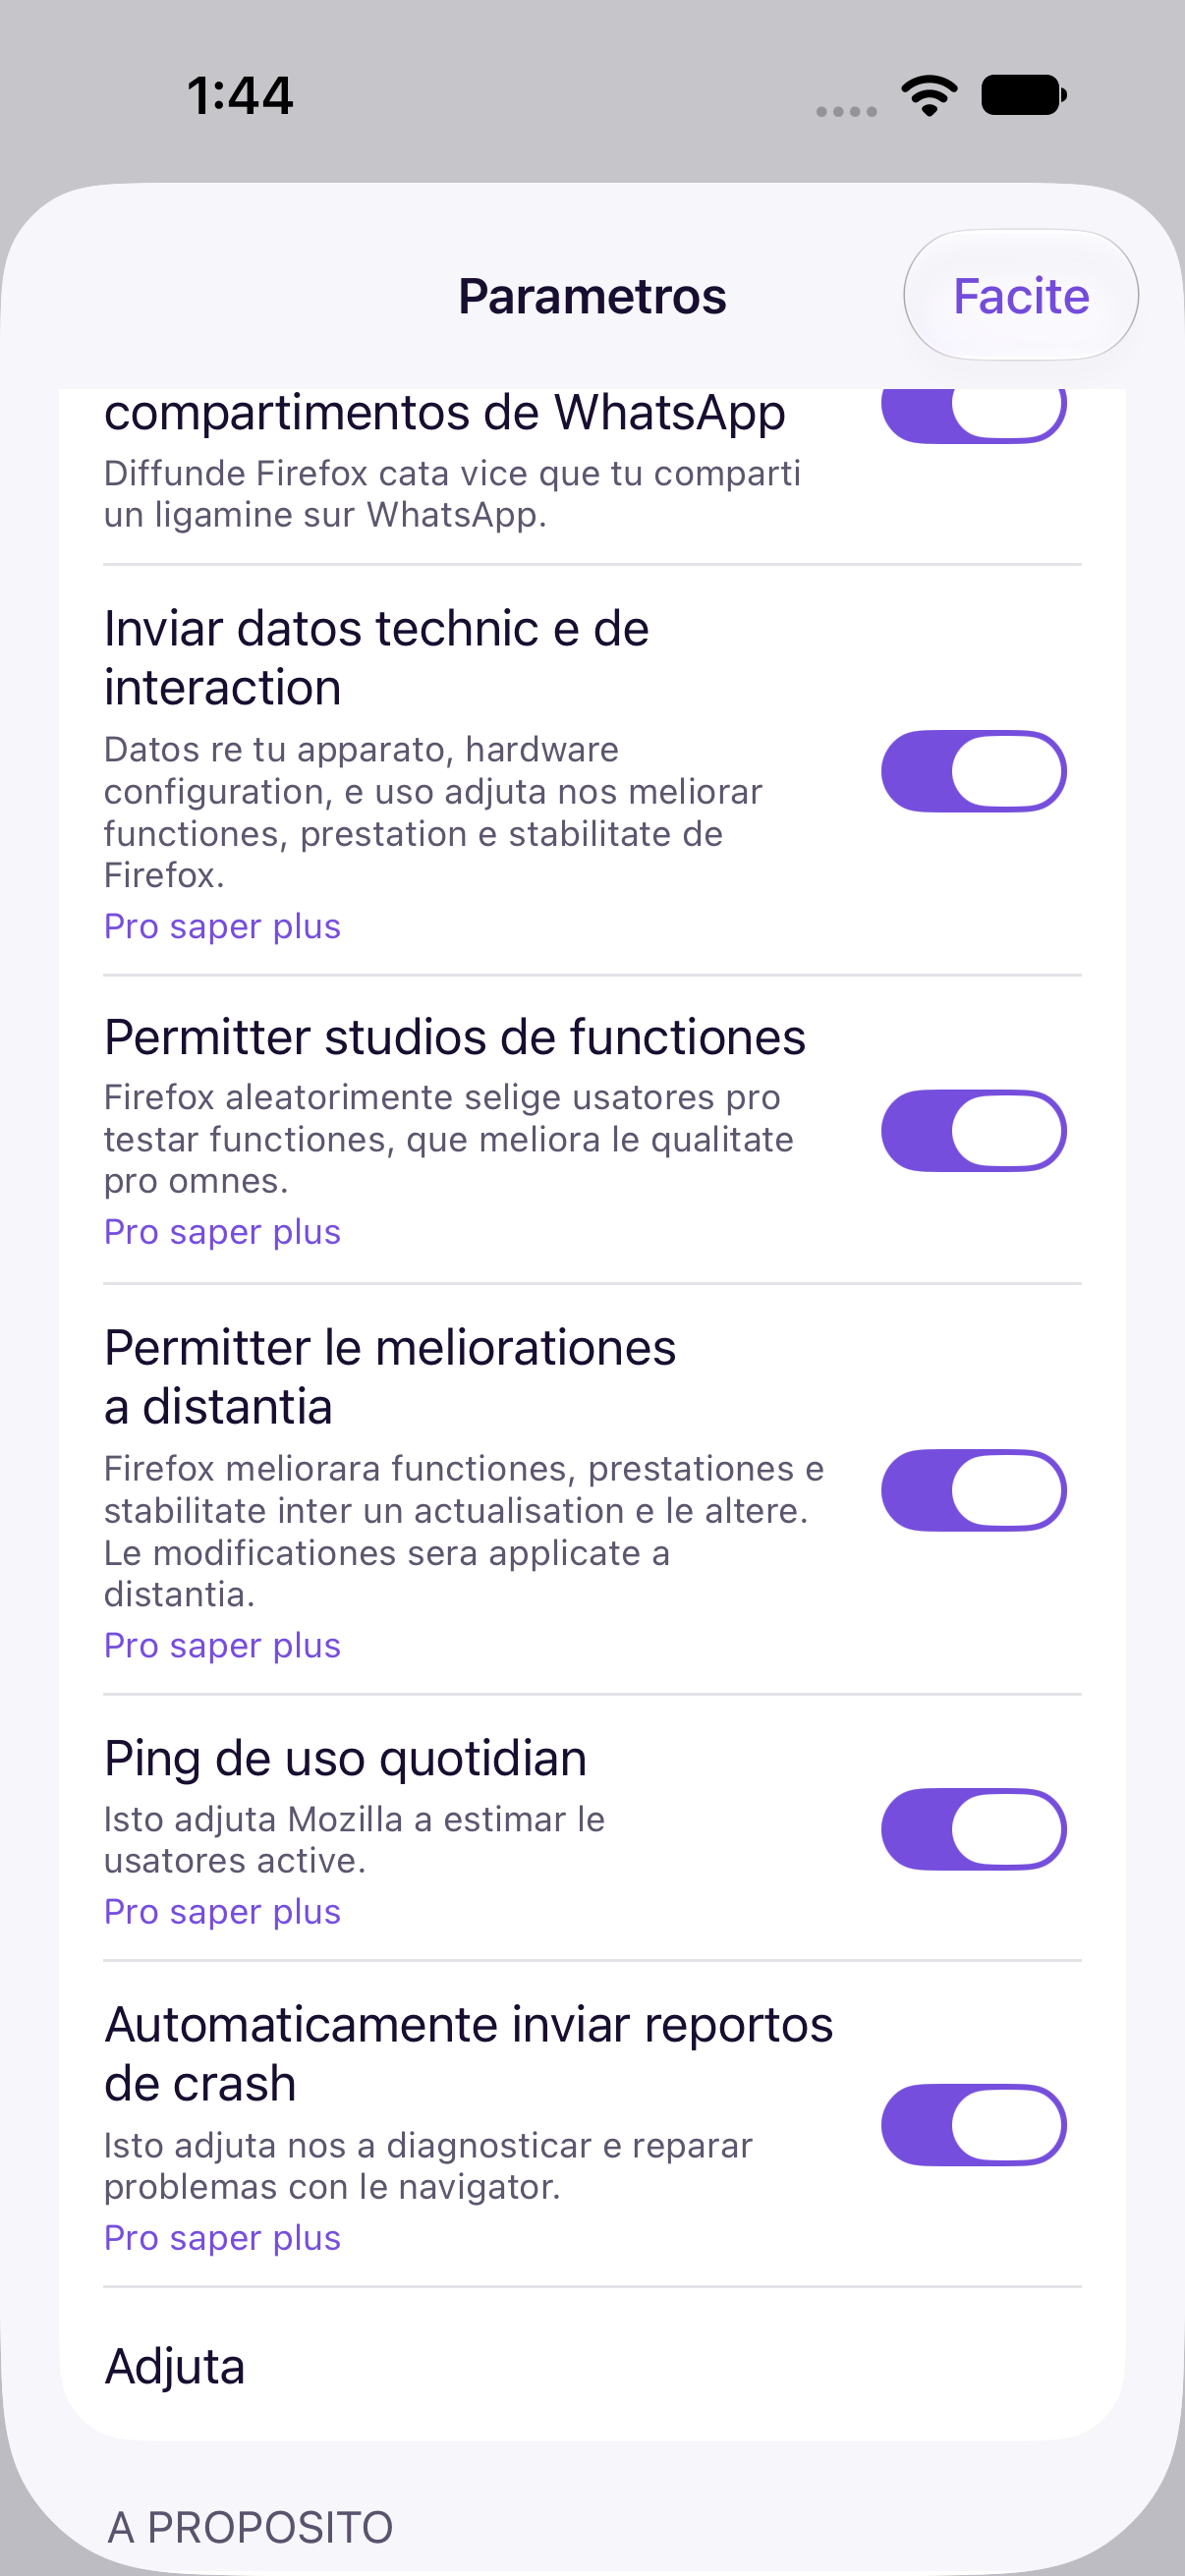 1:44
Parametros
Facite
compartimentos de WhatsApp
Diffunde Firefox cata vice que tu comparti
un ligamine sur WhatsApp.
Inviar datos technic e de
interaction
Datos re tu apparato, hardware
configuration, e uso adjuta nos meliorar
functiones, prestation e stabilitate de
Firefox.
Pro saper plus
Permitter studios de functiones
Firefox aleatorimente selige usatores pro
testar functiones, que meliora le qualitate
pro omnes.
Pro saper plus
Permitter le meliorationes
a distantia
Firefox meliorara functiones, prestationes e
stabilitate inter un actualisation e le altere.
Le modificationes sera applicate a
distantia.
Pro saper plus
Ping de uso quotidian
Isto adjuta Mozilla a estimar le
usatores active.
Pro saper plus
Automaticamente inviar reportos
de crash
Isto adjuta nos a diagnosticar e reparar
problemas con le navigator.
Pro saper plus
Adjuta
A PROPOSITO